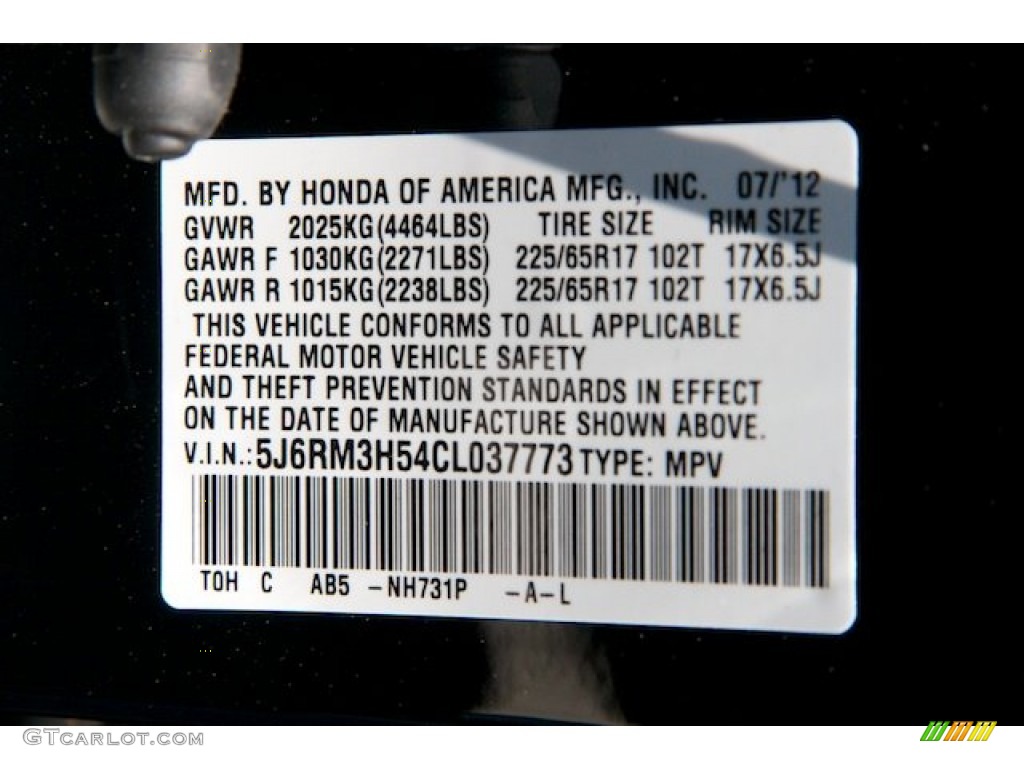 MFD. BY HONDA OF AMERICA MFG., INC. 07/'12
GVWR 2025KG(4464LBS) TIRE SIZE RIM SIZE
GAWR F 1030KG(2271LBS) 225/65R17 102T 17X6.5J
GAWR R 1015KG(2238LBS) 225/65R17 102T 17X6.5J
THIS VEHICLE CONFORMS TO ALL APPLICABLE
FEDERAL MOTOR VEHICLE SAFETY
AND THEFT PREVENTION STANDARDS IN EFFECT
ON THE DATE OF MANUFACTURE SHOWN ABOVE.
V.I.N.: 5J6RM3H54CL037773 TYPE: MPV
TOH C AB5 -NH731P -A-L
GTCARLOT.COM